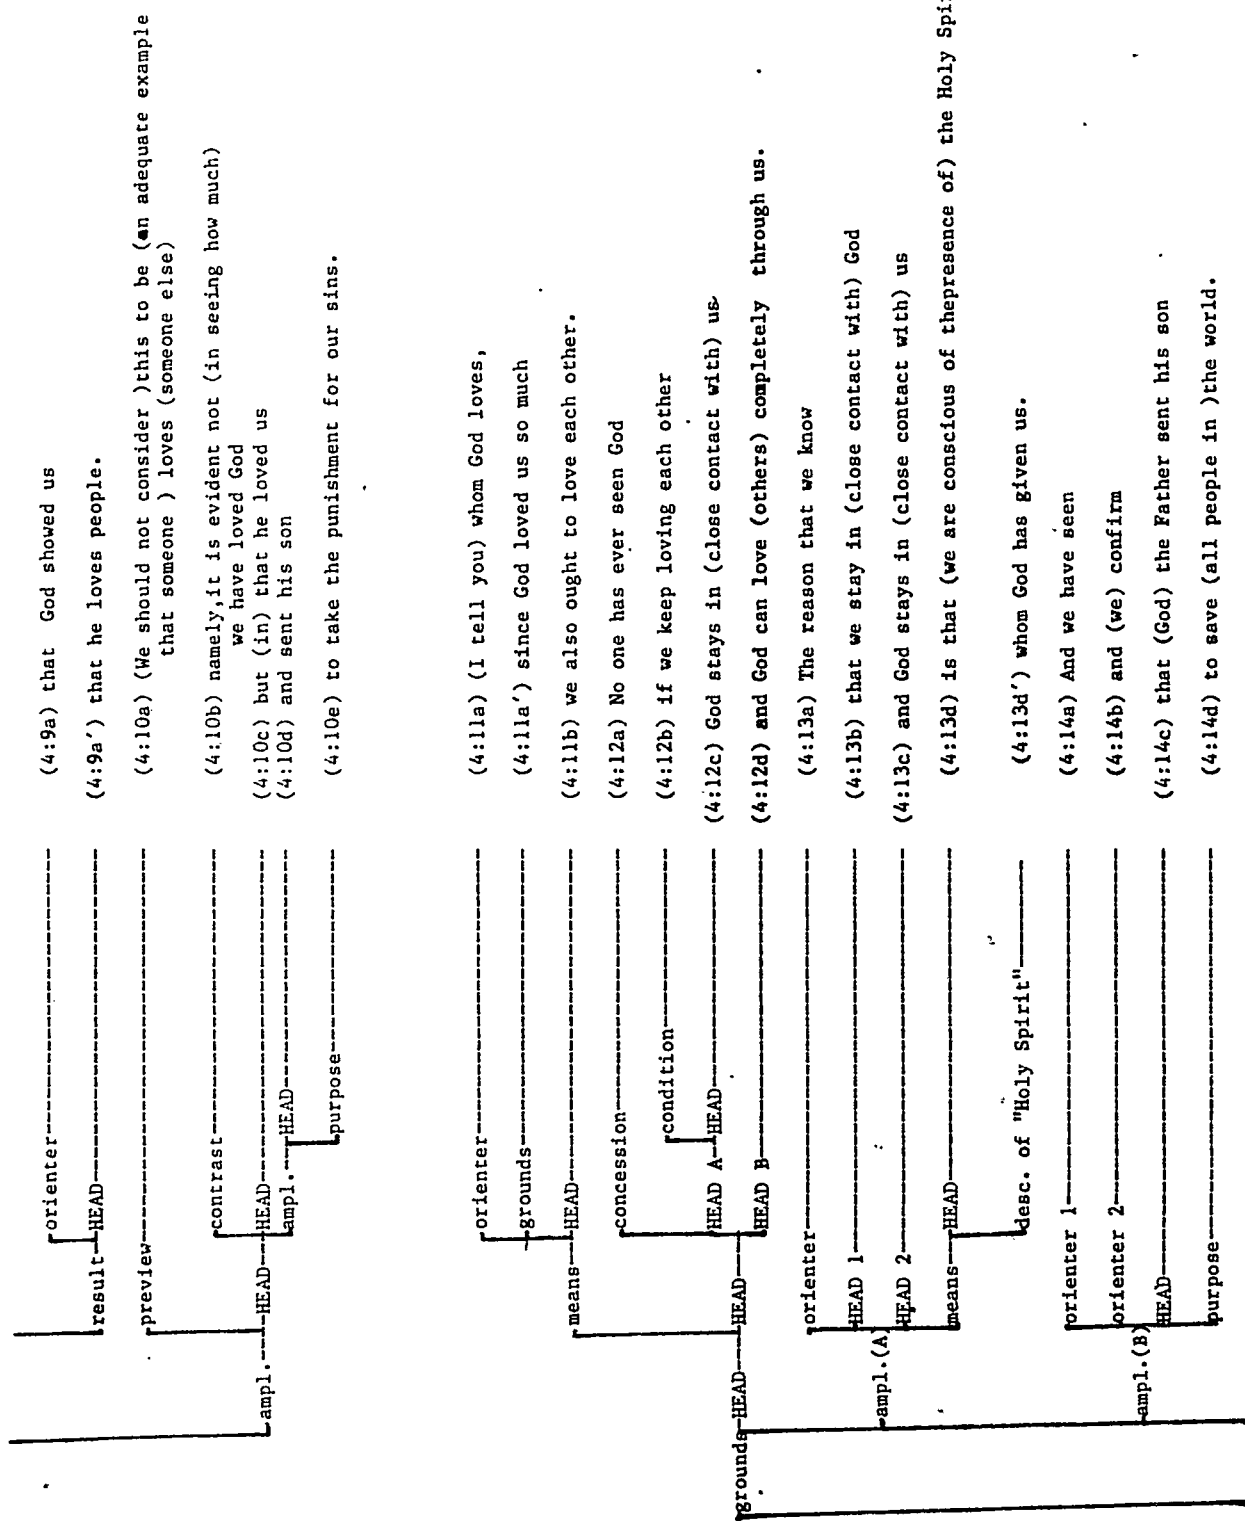 orienter (4:9a) that God showed us
result HEAD (4:9a') that he loves people.
preview (4:10a) (We should not consider )this to be (an adequate example
that someone ) loves (someone else)
contrast (4:10b) namely,it is evident not (in seeing how much)
we have loved God
ampl. HEAD HEAD (4:10c) but (in) that he loved us
ampl. HEAD (4:10d) and sent his son
purpose (4:10e) to take the punishment for our sins.
orienter (4:11a) (I tell you) whom God loves,
grounds (4:11a') since God loved us so much
means HEAD (4:11b) we also ought to love each other.
concession (4:12a) No one has ever seen God
condition (4:12b) if we keep loving each other
HEAD A HEAD (4:12c) God stays in (close contact with) us
grounds HEAD HEAD HEAD B (4:12d) and God can love (others) completely through us.
orienter (4:13a) The reason that we know
HEAD 1 (4:13b) that we stay in (close contact with) God
ampl.(A) HEAD 2 (4:13c) and God stays in (close contact with) us
means HEAD (4:13d) is that (we are conscious of thepresence of) the Holy
desc. of "Holy Spirit" (4:13d') whom God has given us.
orienter 1 (4:14a) And we have seen
orienter 2 (4:14b) and (we) confirm
ampl.(B) HEAD (4:14c) that (God) the Father sent his son
purpose (4:14d) to save (all people in )the world.